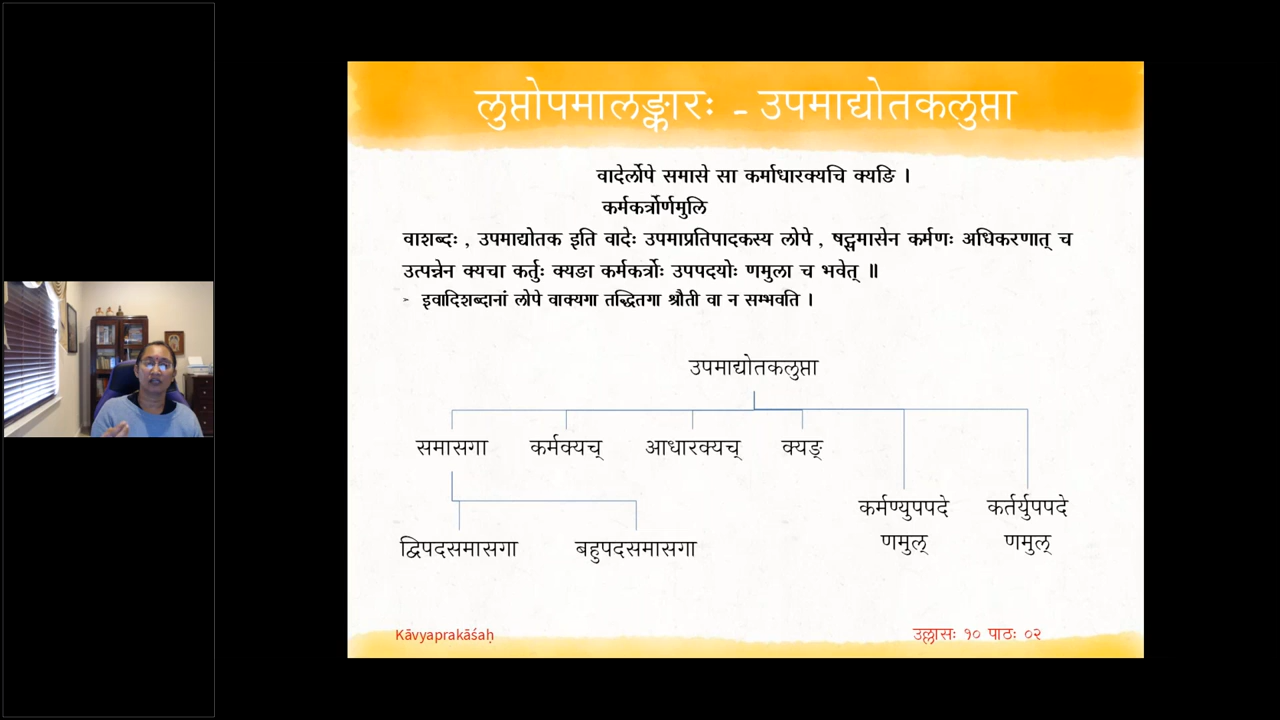 लुप्तोपमालङ्कारः - उपमाद्योतकलुप्ता
वादेर्लोपे समासे सा कर्माधारक्यचि क्यङि ।
कर्मकर्त्रोर्णमुलि
वाशब्दः , उपमाद्योतक इति वादेः उपमाप्रतिपादकस्य लोपे , षट्समासेन कर्मणः अधिकरणात् च
उत्पन्नेन क्यचा कर्तुः क्यङा कर्मकर्त्रोः उपपदयोः णमुला च भवेत् ॥
➢ इवादिशब्दानां लोपे वाक्यगा तद्धितगा श्रौती वा न सम्भवति ।
उपमाद्योतकलुप्ता
समासगा कर्मक्यच् आधारक्यच् क्यङ्
कर्मण्युपपदे कर्तर्युपपदे
णमुल् णमुल्
द्विपदसमासगा बहुपदसमासगा
Kāvyaprakāśaḥ उल्लासः १० पाठः ०२